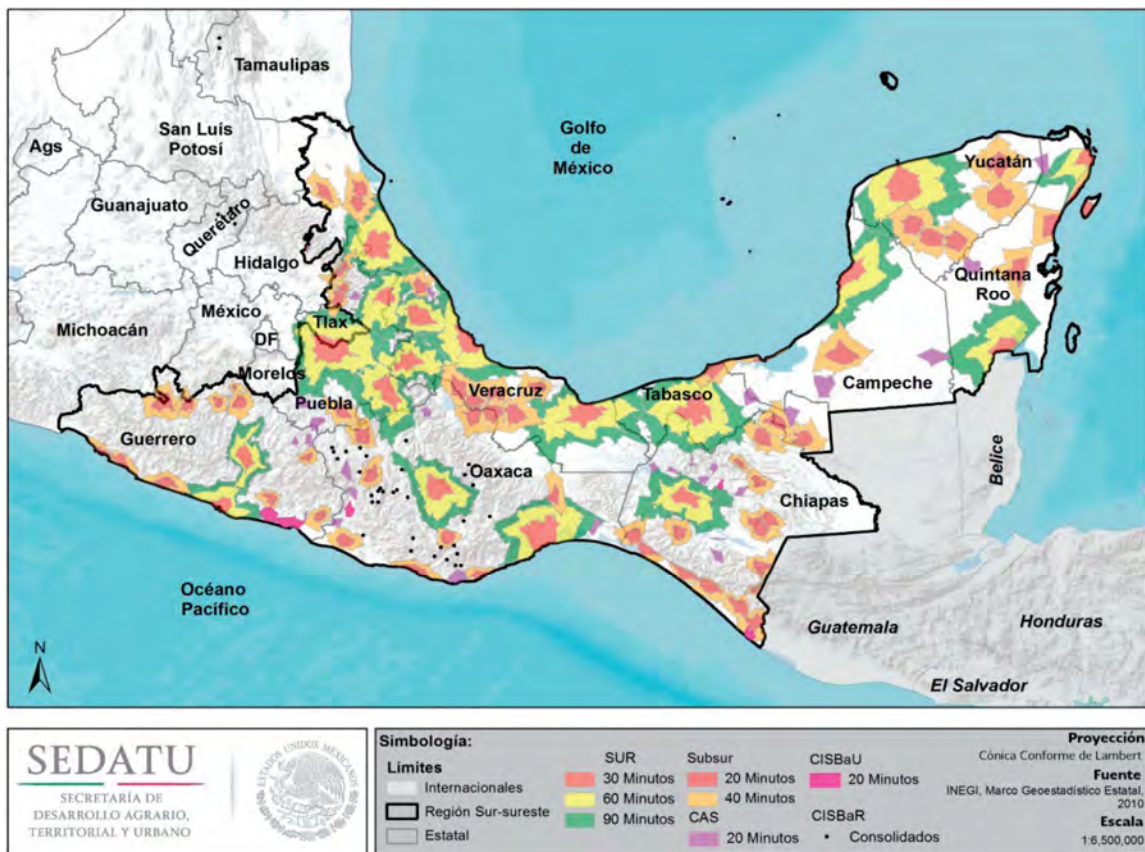 Tamaulipas
San Luís
Potosí
Ags
Guanajuato
Querétaro
Hidalgo
México
Michoacán
DF
Tlax
Morelos
Puebla
Veracruz
Guerrero
Oaxaca
Tabasco
Chiapas
Campeche
Yucatán
Quintana
Roo
Golfo
de
México
Océano
Pacífico
Belice
Guatemala
Honduras
El Salvador
N
SEDATU
SECRETARÍA DE
DESARROLLO AGRARIO,
TERRITORIAL Y URBANO
ESTADOS UNIDOS MEXICANOS
Simbología:
Limites
Internacionales
Región Sur-sureste
Estatal
SUR
30 Minutos
60 Minutos
90 Minutos
Subsur
20 Minutos
40 Minutos
CAS
20 Minutos
CISBaU
20 Minutos
CISBaR
Consolidados
Proyección
Cónica Conforme de Lambert
Fuente
INEGI, Marco Geoestadístico Estatal,
2010
Escala
1:6,500,000